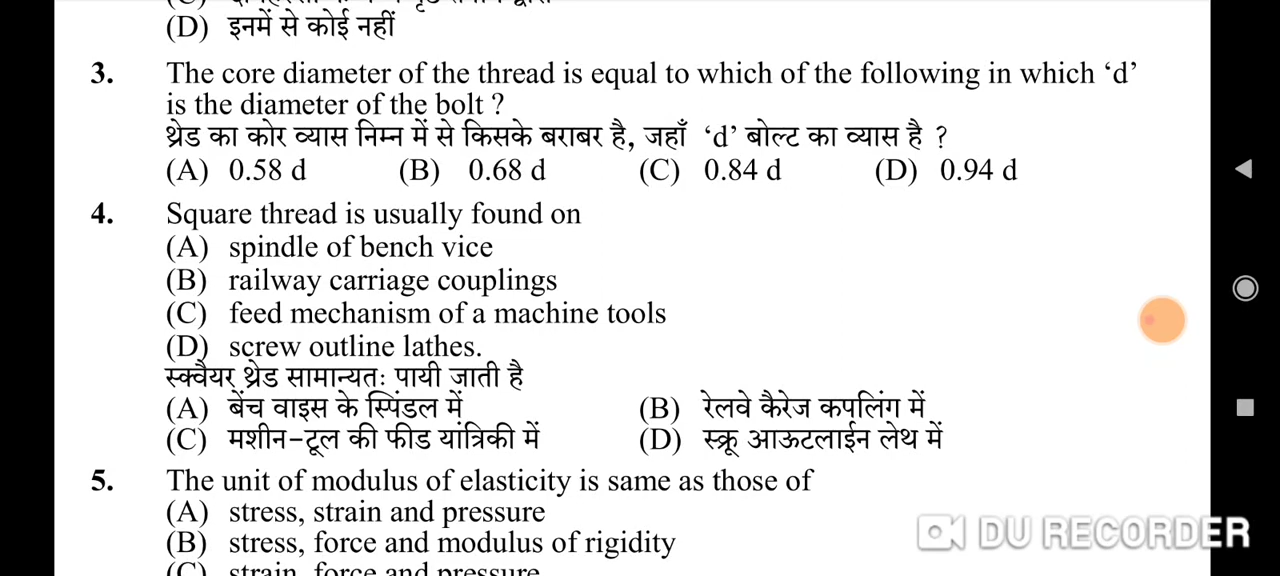 (D) इनमें से कोई नहीं
3. The core diameter of the thread is equal to which of the following in which ‘d’
is the diameter of the bolt ?
थ्रेड का कोर व्यास निम्न में से किसके बराबर है, जहाँ ‘d’ बोल्ट का व्यास है ?
(A) 0.58 d (B) 0.68 d (C) 0.84 d (D) 0.94 d
4. Square thread is usually found on
(A) spindle of bench vice
(B) railway carriage couplings
(C) feed mechanism of a machine tools
(D) screw outline lathes.
स्क्वैयर थ्रेड सामान्यतः पायी जाती है
(A) बेंच वाइस के स्पिंडल में (B) रेलवे कैरेज कपलिंग में
(C) मशीन-टूल की फीड यांत्रिकी में (D) स्क्रू आऊटलाईन लेथ में
5. The unit of modulus of elasticity is same as those of
(A) stress, strain and pressure
(B) stress, force and modulus of rigidity
(C) strain, force and pressure
DU RECORDER